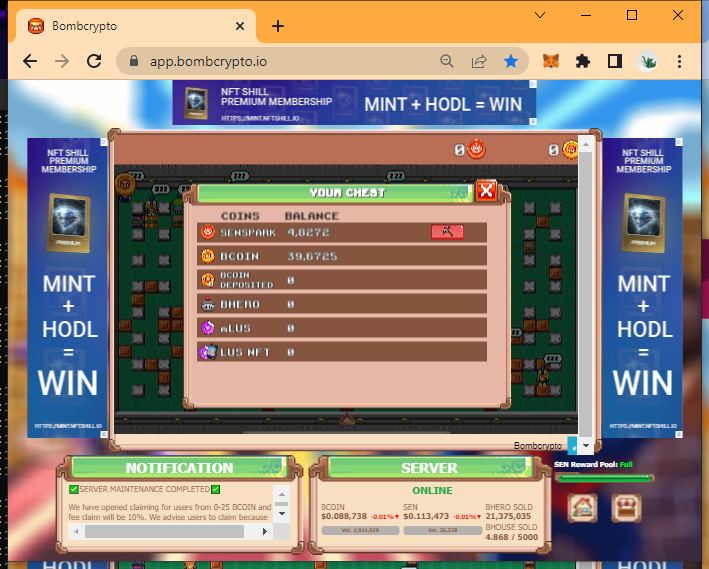 Bombcrypto
app.bombcrypto.io
NFT SHILL
PREMIUM MEMBERSHIP
HTTPS://MINT.NFTSHILL.IO
MINT + HODL = WIN
NFT SHILL
PREMIUM
MEMBERSHIP
PREMIUM
MINT
+
HODL
=
WIN
HTTPS://MINT.NFTSHILL.IO
0 0
YOUR CHEST
COINS BALANCE
SENSPARK 4,8272
BCOIN 39,6725
BCOIN
DEPOSITED 0
BHERO 0
mLUS 0
LUS NFT 0
NFT SHILL
PREMIUM
MEMBERSHIP
PREMIUM
MINT
+
HODL
=
WIN
HTTPS://MINT.NFTSHILL.IO
Bombcrypto
NOTIFICATION
✅SERVER MAINTENANCE COMPLETED✅
We have opened claiming for users from 0-25 BCOIN and
fee claim will be 10%. We advise users to claim because
SERVER
ONLINE
BCOIN
$0.088,738 -0.01%▼
Vol. 1,911,929
SEN
$0.113,473 -0.01%▼
BHERO SOLD
21,375,035
BHOUSE SOLD
4.868 / 5000
SEN Reward Pool: Full